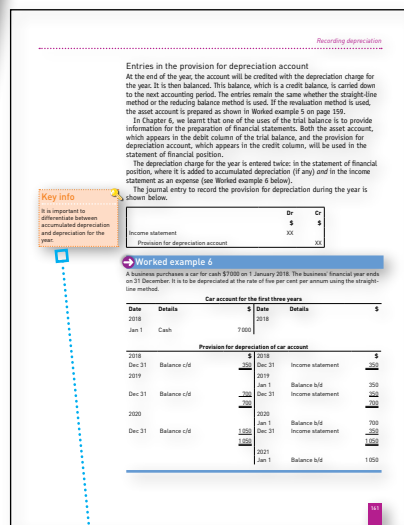 Recording depreciation
Entries in the provision for depreciation account
At the end of the year, the account will be credited with the depreciation charge for
the year. It is then balanced. This balance, which is a credit balance, is carried down
to the next accounting period. The entries remain the same whether the straight-line
method or the reducing balance method is used. If the revaluation method is used,
the asset account is prepared as shown in Worked example 5 on page 159.
In Chapter 6, we learnt that one of the uses of the trial balance is to provide
information for the preparation of financial statements. Both the asset account,
which appears in the debit column of the trial balance, and the provision for
depreciation account, which appears in the credit column, will be used in the
statement of financial position.
The depreciation charge for the year is entered twice: in the statement of financial
position, where it is added to accumulated depreciation (if any) and in the income
statement as an expense (see Worked example 6 below).
The journal entry to record the provision for depreciation during the year is
shown below.
Key info
It is important to
differentiate between
accumulated depreciation
and depreciation for the
year.
Dr Cr
$ $
Income statement XX
Provision for depreciation account XX
Worked example 6
A business purchases a car for cash $7000 on 1 January 2018. The business' financial year ends
on 31 December. It is to be depreciated at the rate of five per cent per annum using the straight-
line method.
Car account for the first three years
Date Details $ Date Details $
2018 2018
Jan 1 Cash 7000
Provision for depreciation of car account
2018 $ 2018 $
Dec 31 Balance c/d 350 Dec 31 Income statement 350
2019 2019
Jan 1 Balance b/d 350
Dec 31 Balance c/d 700 Dec 31 Income statement 350
700 700
2020 2020
Jan 1 Balance b/d 700
Dec 31 Balance c/d 1050 Dec 31 Income statement 350
1050 1050
2021
Jan 1 Balance b/d 1050
161